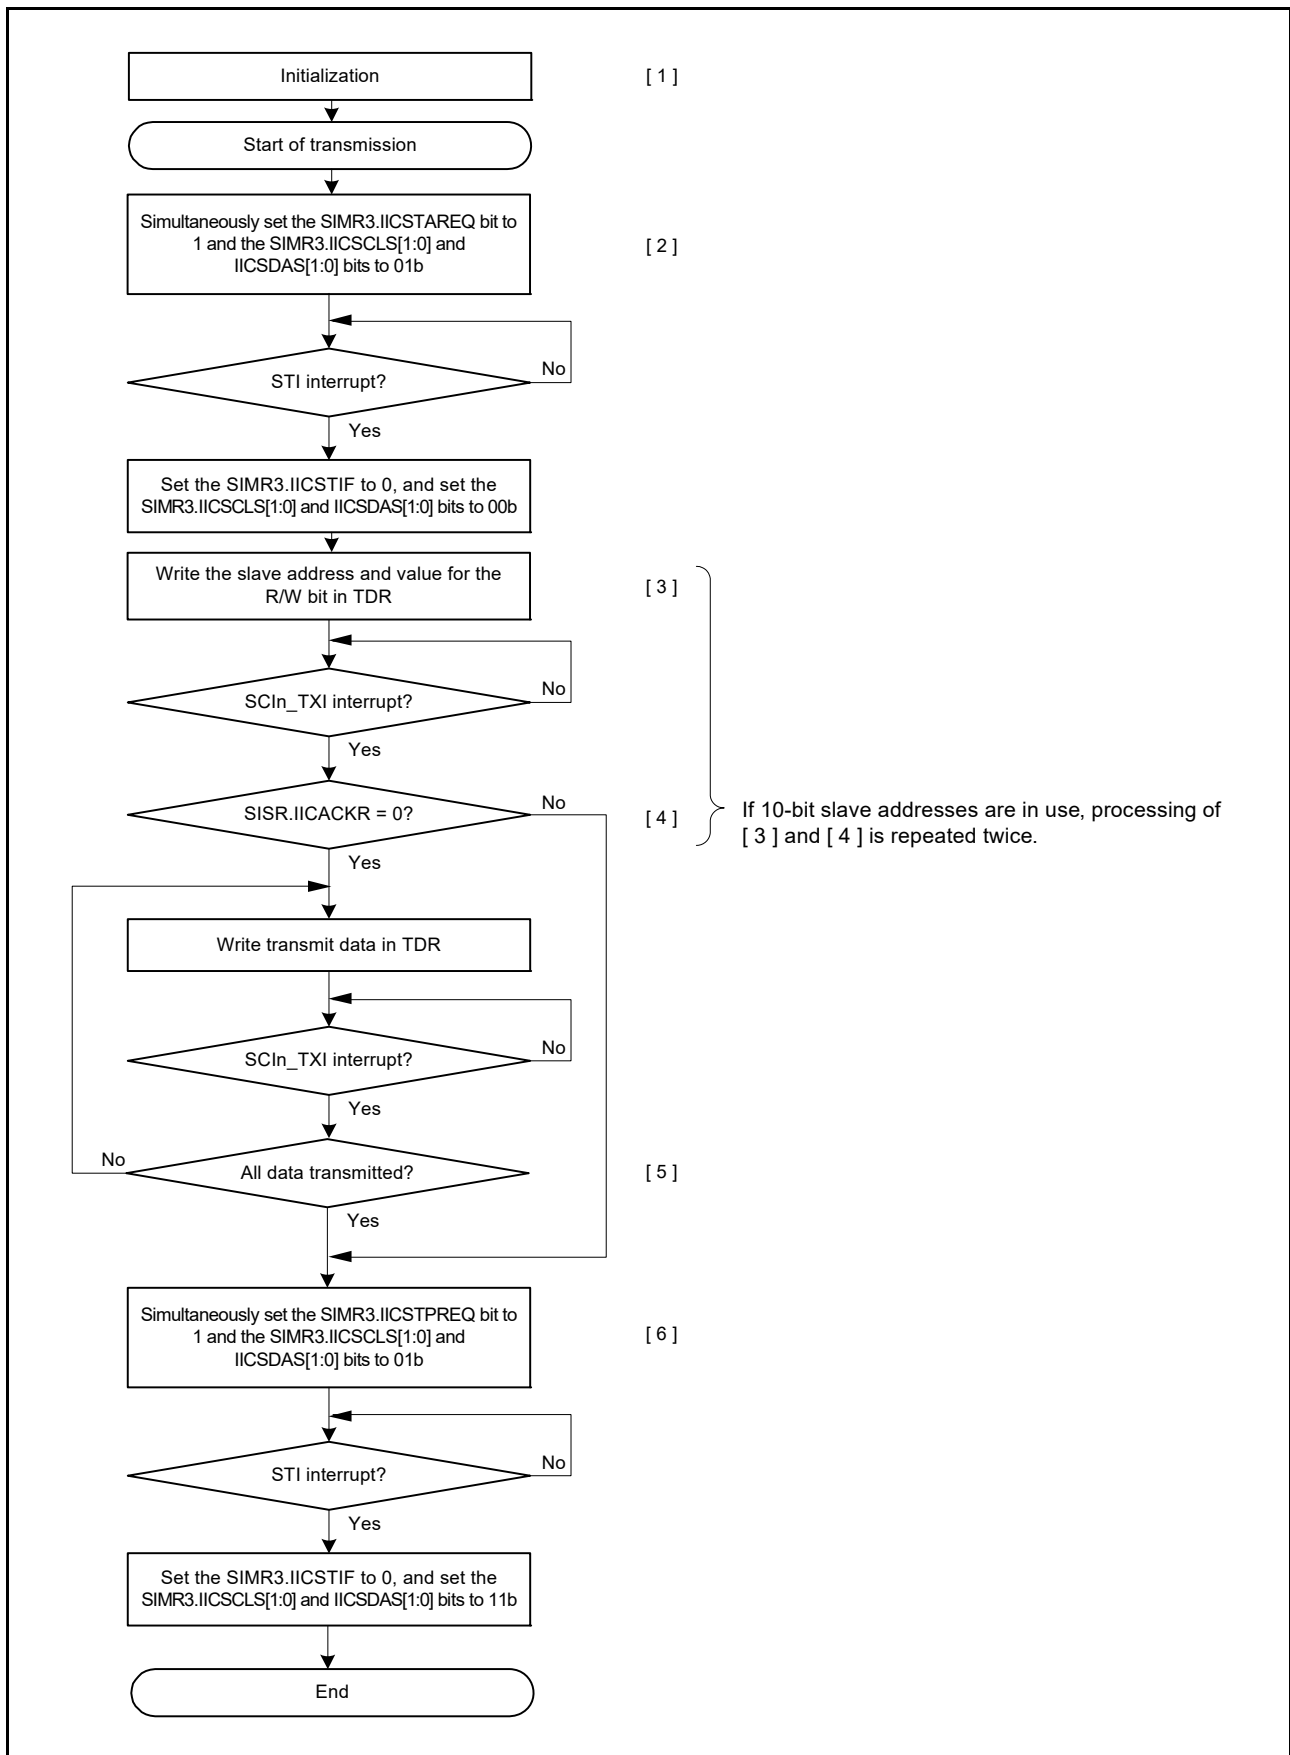 Initialization
[ 1 ]
Start of transmission
Simultaneously set the SIMR3.IICSTAREQ bit to
1 and the SIMR3.IICSCLS[1:0] and
IICSDAS[1:0] bits to 01b
[ 2 ]
STI interrupt?
No
Yes
Set the SIMR3.IICSTIF to 0, and set the
SIMR3.IICSCLS[1:0] and IICSDAS[1:0] bits to 00b
Write the slave address and value for the
R/W bit in TDR
[ 3 ]
SCIn_TXI interrupt?
No
Yes
SISR.IICACKR = 0?
No
[ 4 ]
If 10-bit slave addresses are in use, processing of
[ 3 ] and [ 4 ] is repeated twice.
Yes
Write transmit data in TDR
SCIn_TXI interrupt?
No
Yes
No
All data transmitted?
[ 5 ]
Yes
Simultaneously set the SIMR3.IICSTPREQ bit to
1 and the SIMR3.IICSCLS[1:0] and
IICSDAS[1:0] bits to 01b
[ 6 ]
STI interrupt?
No
Yes
Set the SIMR3.IICSTIF to 0, and set the
SIMR3.IICSCLS[1:0] and IICSDAS[1:0] bits to 11b
End